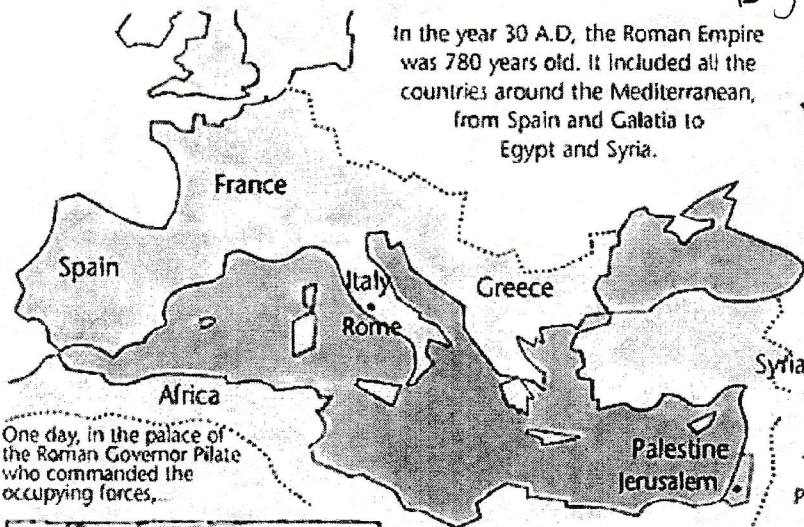 In the year 30 A.D, the Roman Empire
was 780 years old. It included all the
countries around the Mediterranean,
from Spain and Galatia to
Egypt and Syria.
France
Spain
Italy
Greece
Rome
Syria
Africa
One day, in the palace of
the Roman Governor Pilate
who commanded the
occupying forces,...
Palestine
Jerusalem